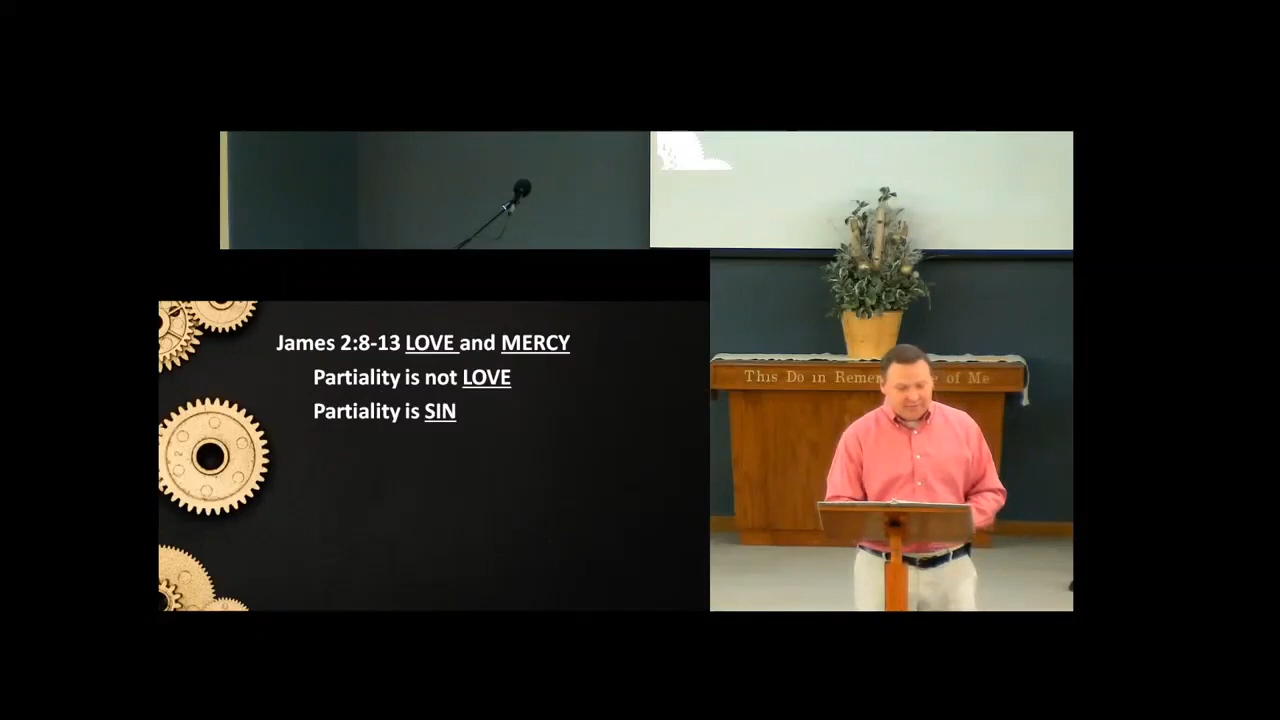 James 2:8-13 LOVE and MERCY
Partiality is not LOVE
Partiality is SIN
This Do in Remem of Me